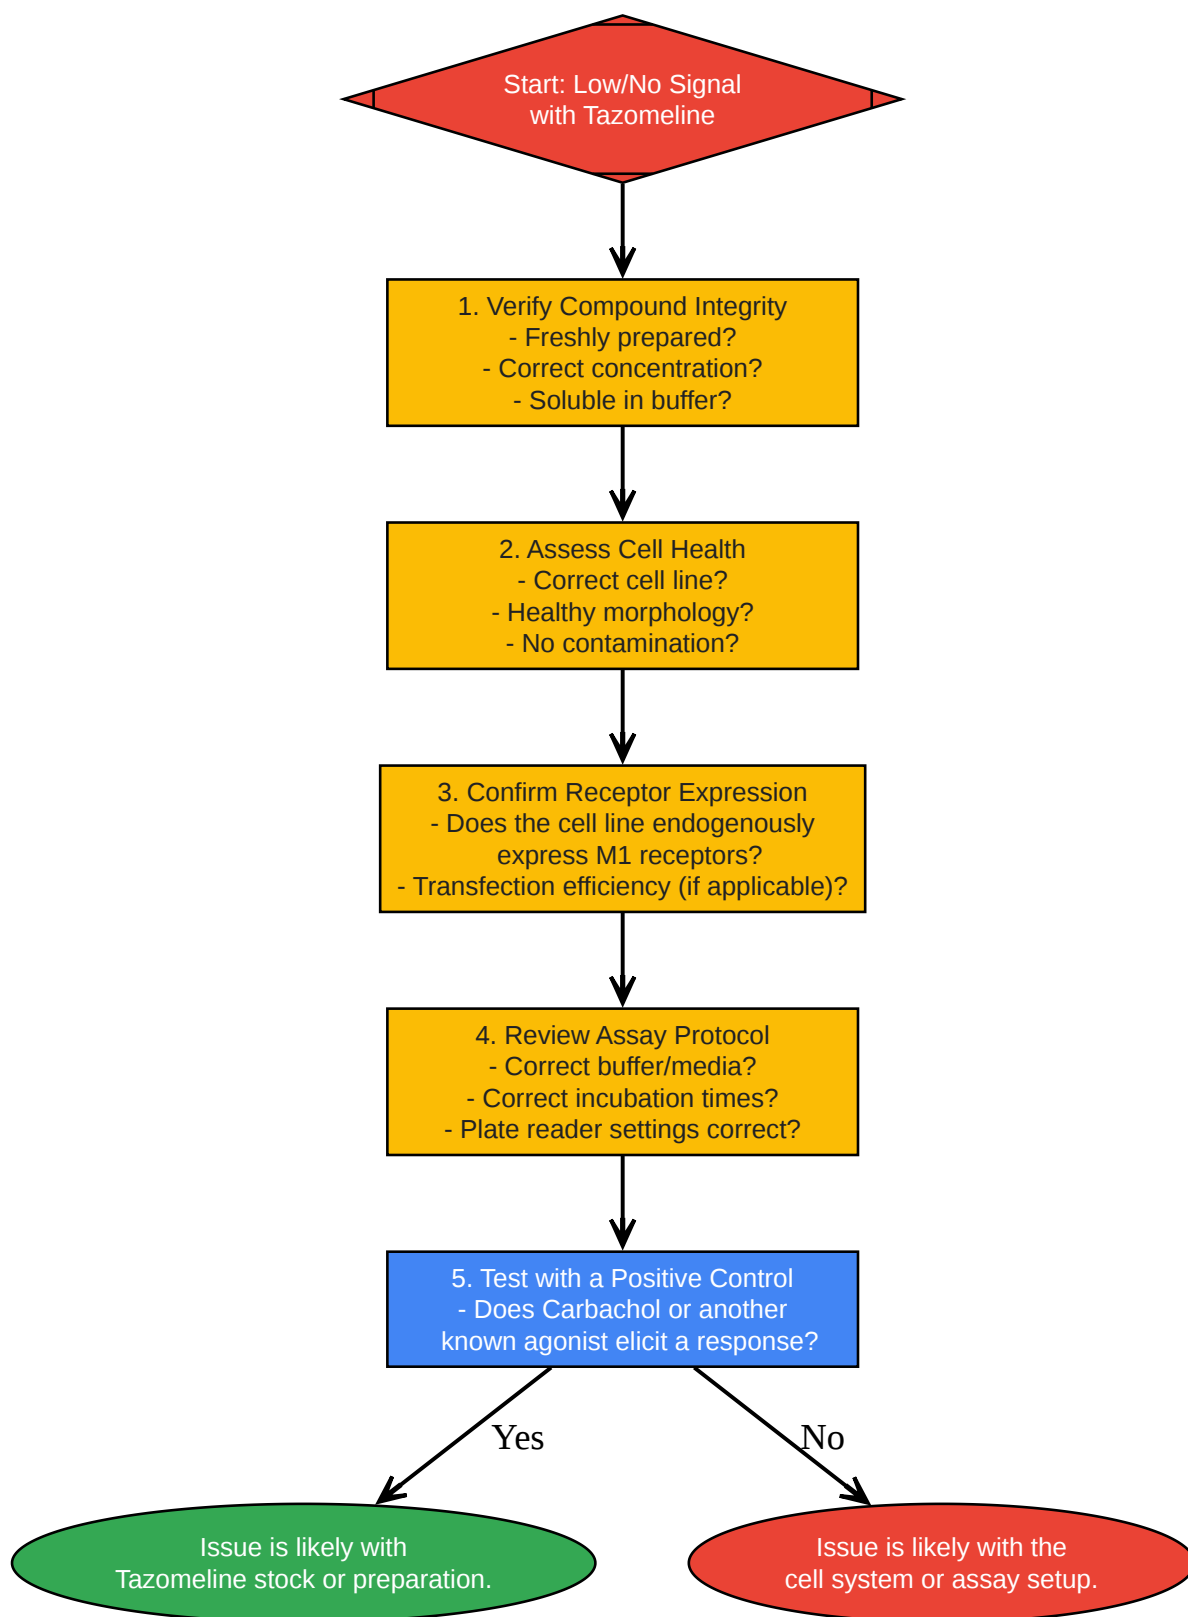 Start: Low/No Signal
with Tazomeline
1. Verify Compound Integrity
- Freshly prepared?
- Correct concentration?
- Soluble in buffer?
2. Assess Cell Health
- Correct cell line?
- Healthy morphology?
- No contamination?
3. Confirm Receptor Expression
- Does the cell line endogenously
express M1 receptors?
- Transfection efficiency (if applicable)?
4. Review Assay Protocol
- Correct buffer/media?
- Correct incubation times?
- Plate reader settings correct?
5. Test with a Positive Control
- Does Carbachol or another
known agonist elicit a response?
Yes
No
Issue is likely with
Tazomeline stock or preparation.
Issue is likely with the
cell system or assay setup.